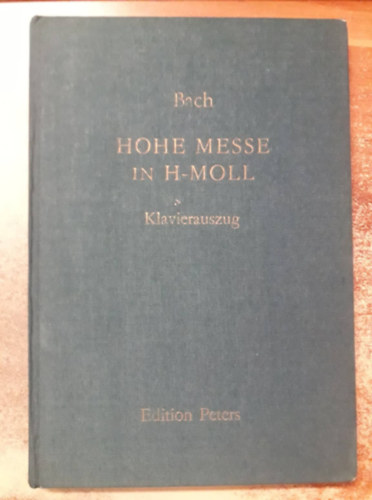 Bach
HOHE MESSE
IN H-MOLL
Klavierauszug
Edition Peters